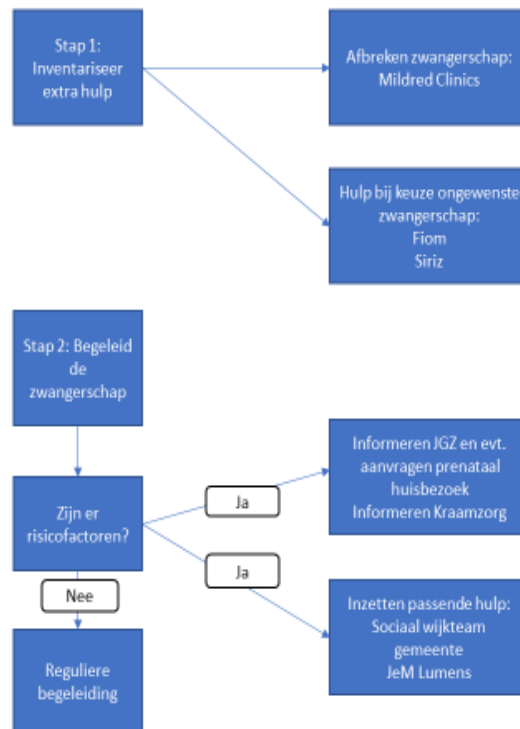 Stap 1:
Inventariseer
extra hulp
Afbreken zwangerschap:
Mildred Clinics
Hulp bij keuze ongewenste
zwangerschap:
Fiom
Siriz
Stap 2: Begeleid
de
zwangerschap
Zijn er
risicofactoren?
Ja
Informeren JGZ en evt.
aanvragen prenataal
huisbezoek
Informeren Kraamzorg
Ja
Inzetten passende hulp:
Sociaal wijkteam
gemeente
JeM Lumens
Nee
Reguliere
begeleiding